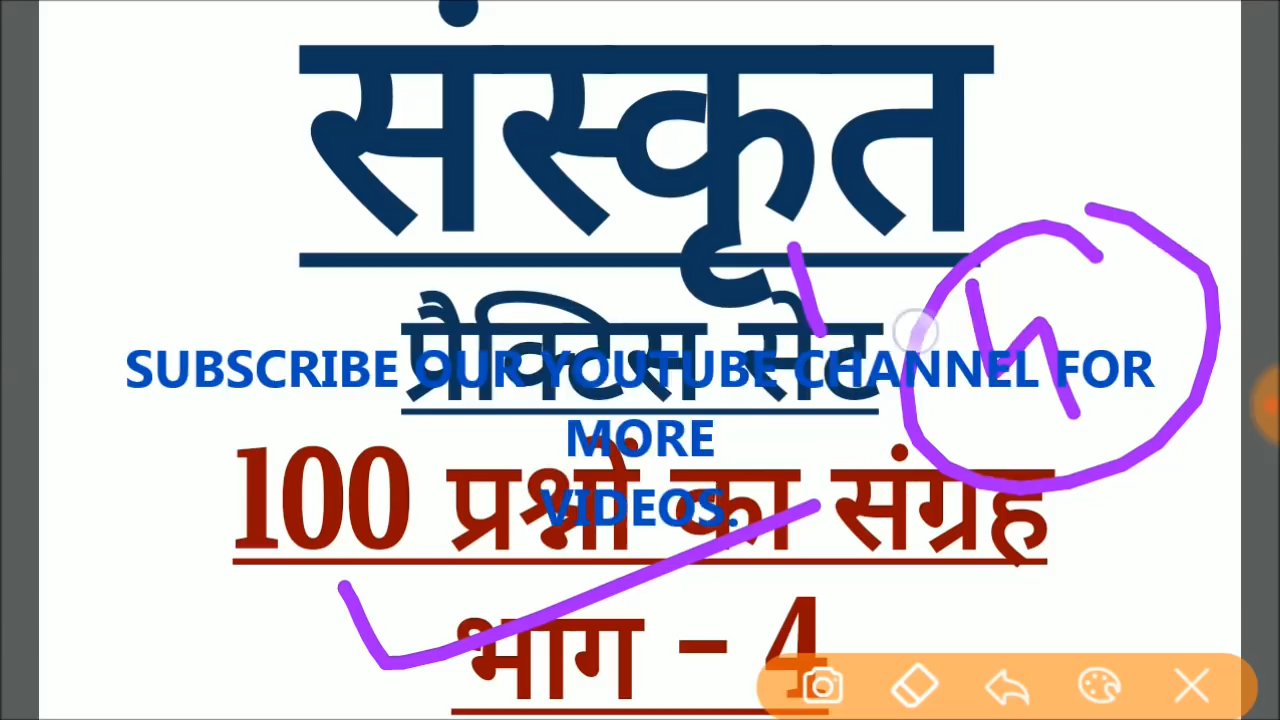 संस्कृत
प्रैक्टिस सेट
SUBSCRIBE OUR YOUTUBE CHANNEL FOR
MORE
VIDEOS.
100 प्रश्नों का संग्रह
भाग - 4